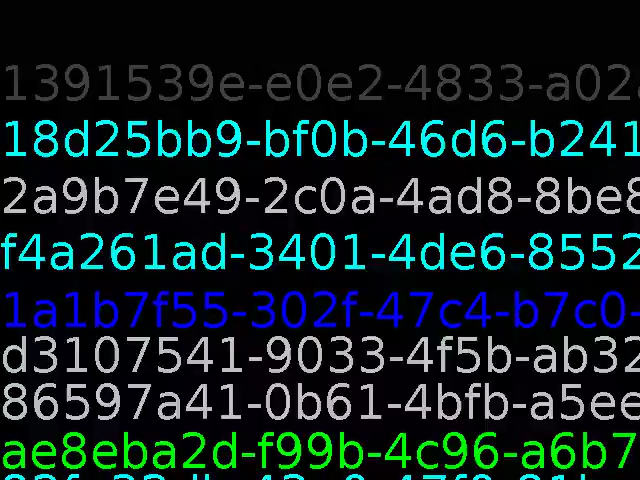 1391539e-e0e2-4833-a02
18d25bb9-bf0b-46d6-b241
2a9b7e49-2c0a-4ad8-8be8
f4a261ad-3401-4de6-8552
1a1b7f55-302f-47c4-b7c0-
d3107541-9033-4f5b-ab32
86597a41-0b61-4bfb-a5ee
ae8eba2d-f99b-4c96-a6b7